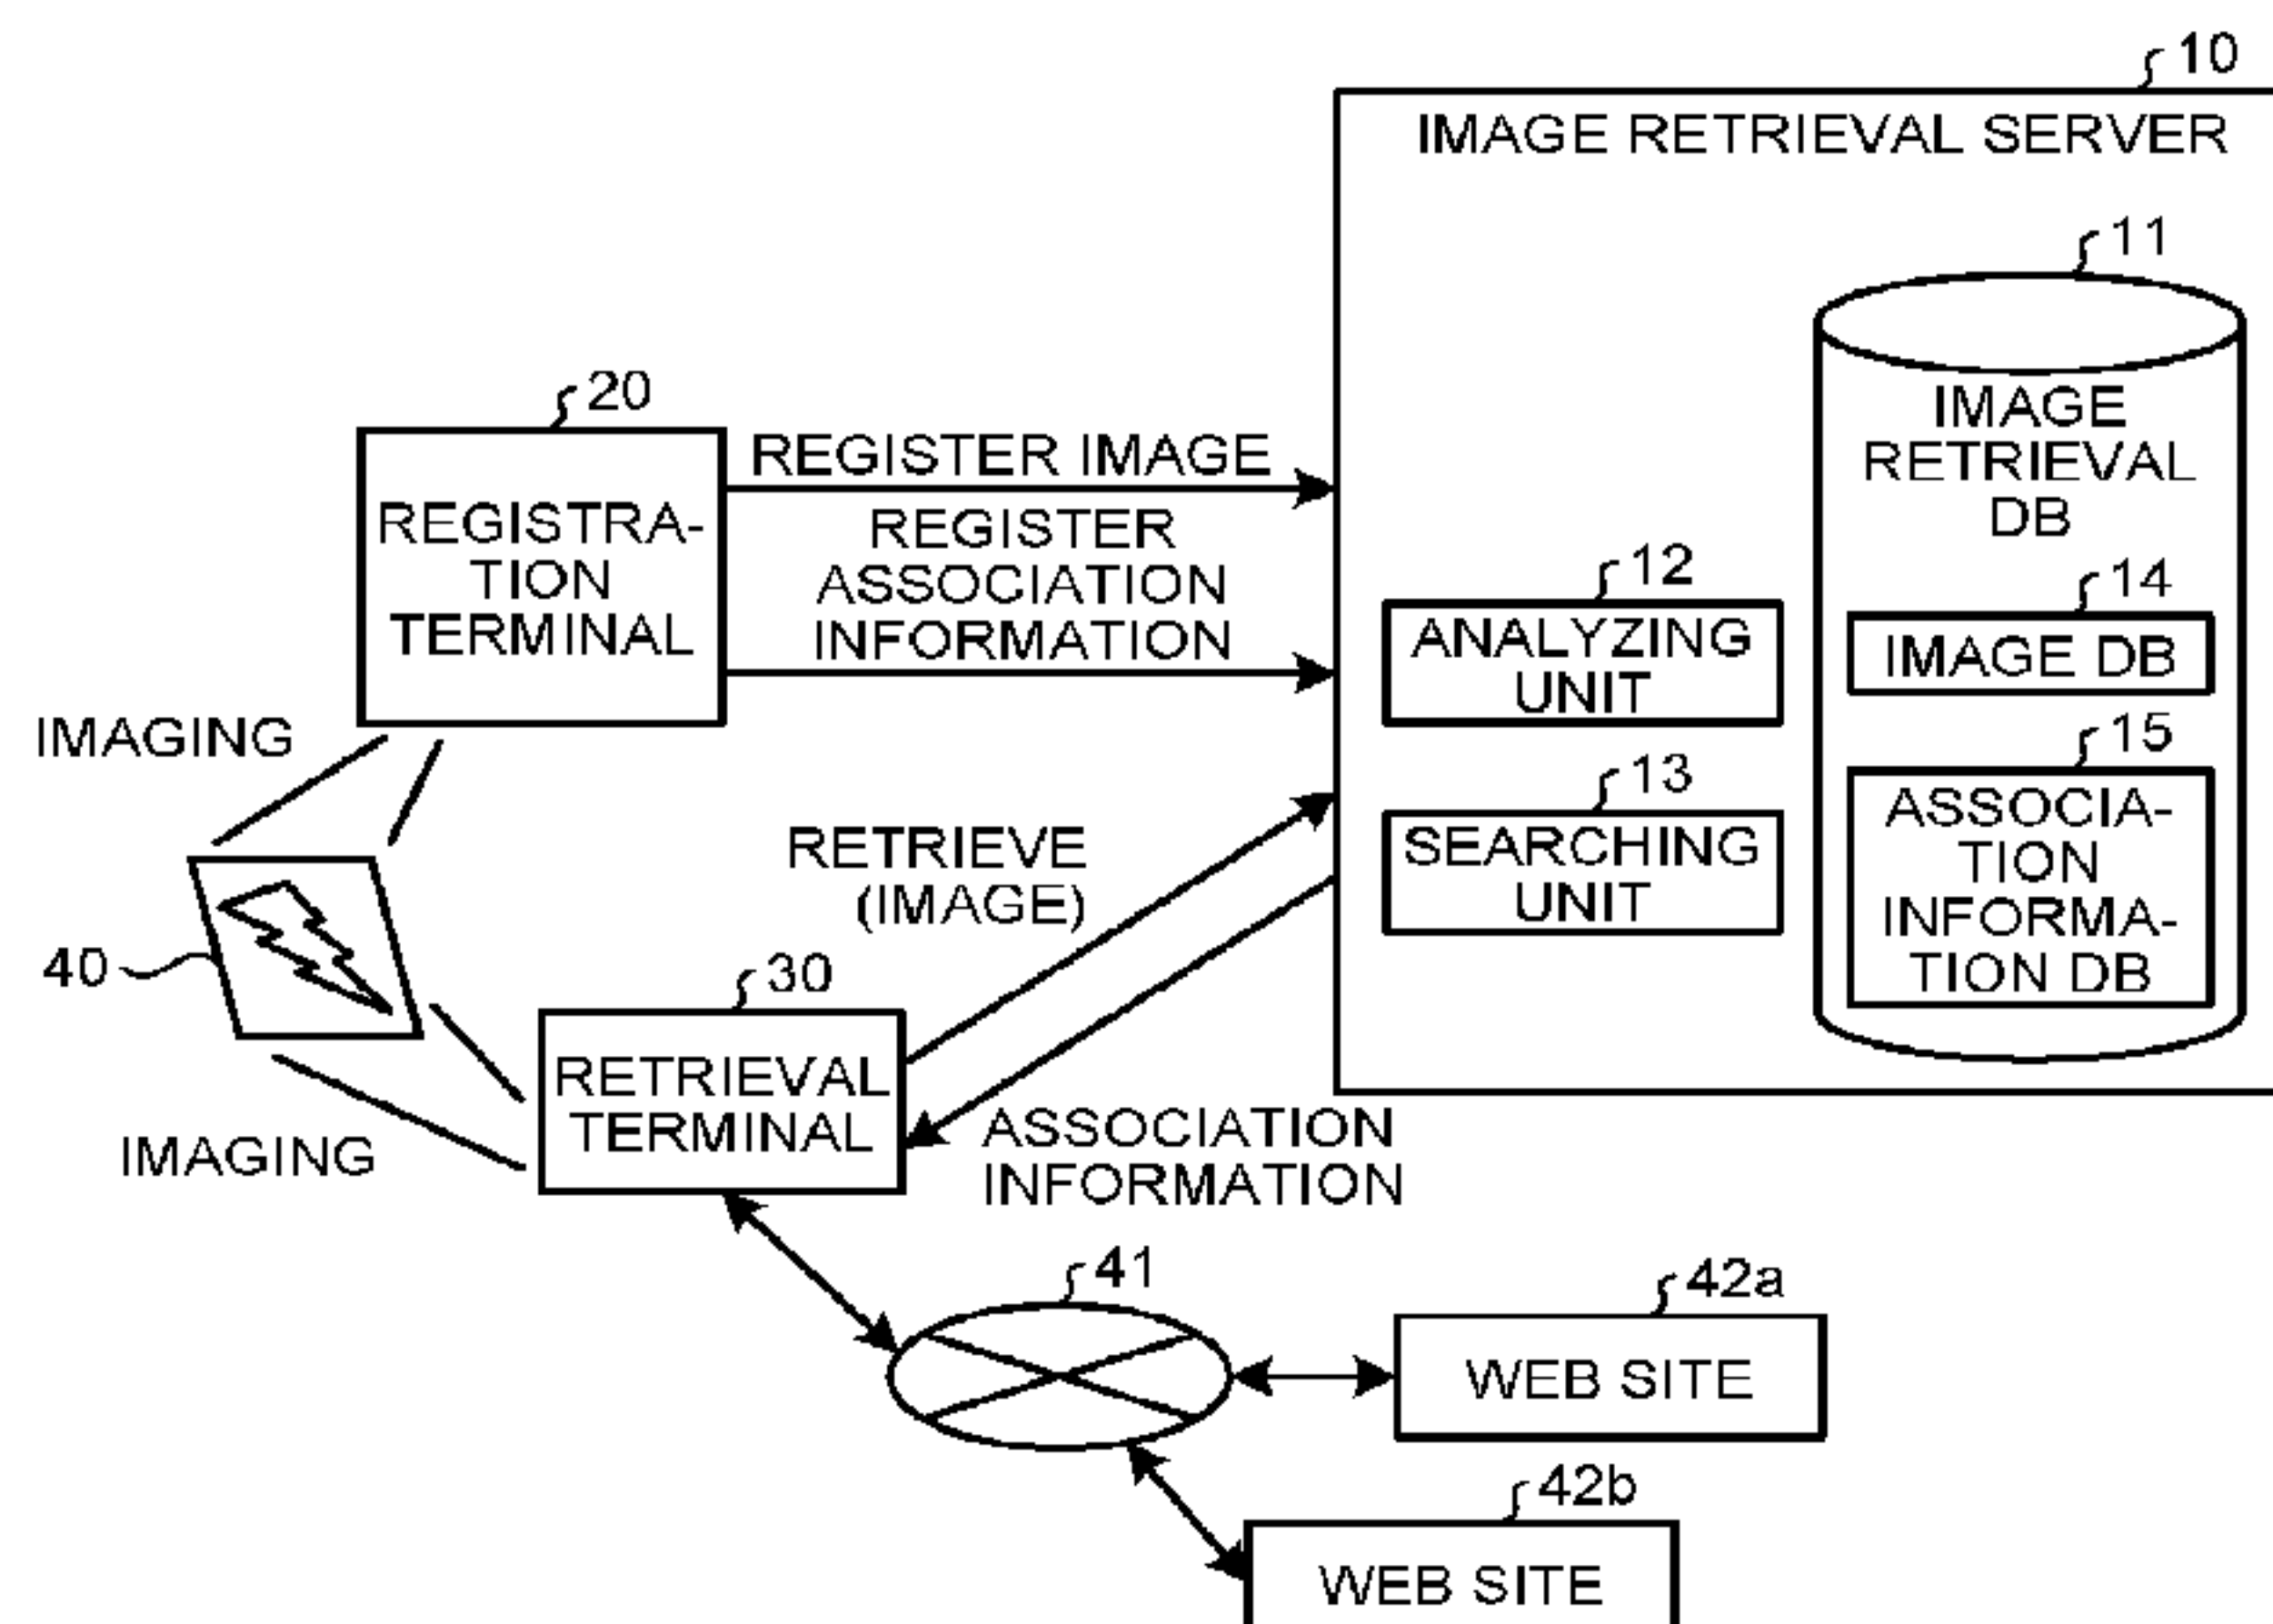 10
IMAGE RETRIEVAL SERVER
11
IMAGE
RETRIEVAL
DB
20
REGISTRA-
TION
TERMINAL
REGISTER IMAGE
REGISTER
ASSOCIATION
INFORMATION
12
ANALYZING
UNIT
14
IMAGE DB
13
SEARCHING
UNIT
15
ASSOCIA-
TION
INFORMA-
TION DB
IMAGING
RETRIEVE
(IMAGE)
40
30
RETRIEVAL
TERMINAL
IMAGING
ASSOCIATION
INFORMATION
41
42a
WEB SITE
42b
WEB SITE